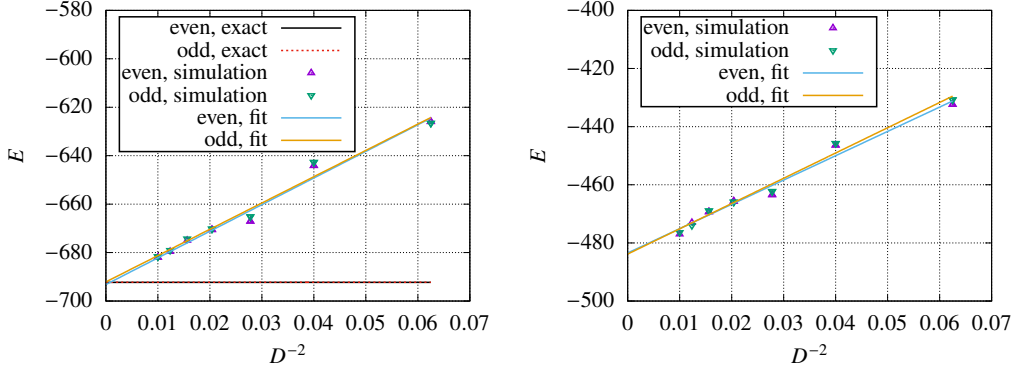 −580
−600
−620
−640
−660
−680
−700
E
even, exact
odd, exact
even, simulation
odd, simulation
even, fit
odd, fit
0 0.01 0.02 0.03 0.04 0.05 0.06 0.07
D⁻²
−400
−420
−440
−460
−480
−500
E
even, simulation
odd, simulation
even, fit
odd, fit
0 0.01 0.02 0.03 0.04 0.05 0.06 0.07
D⁻²